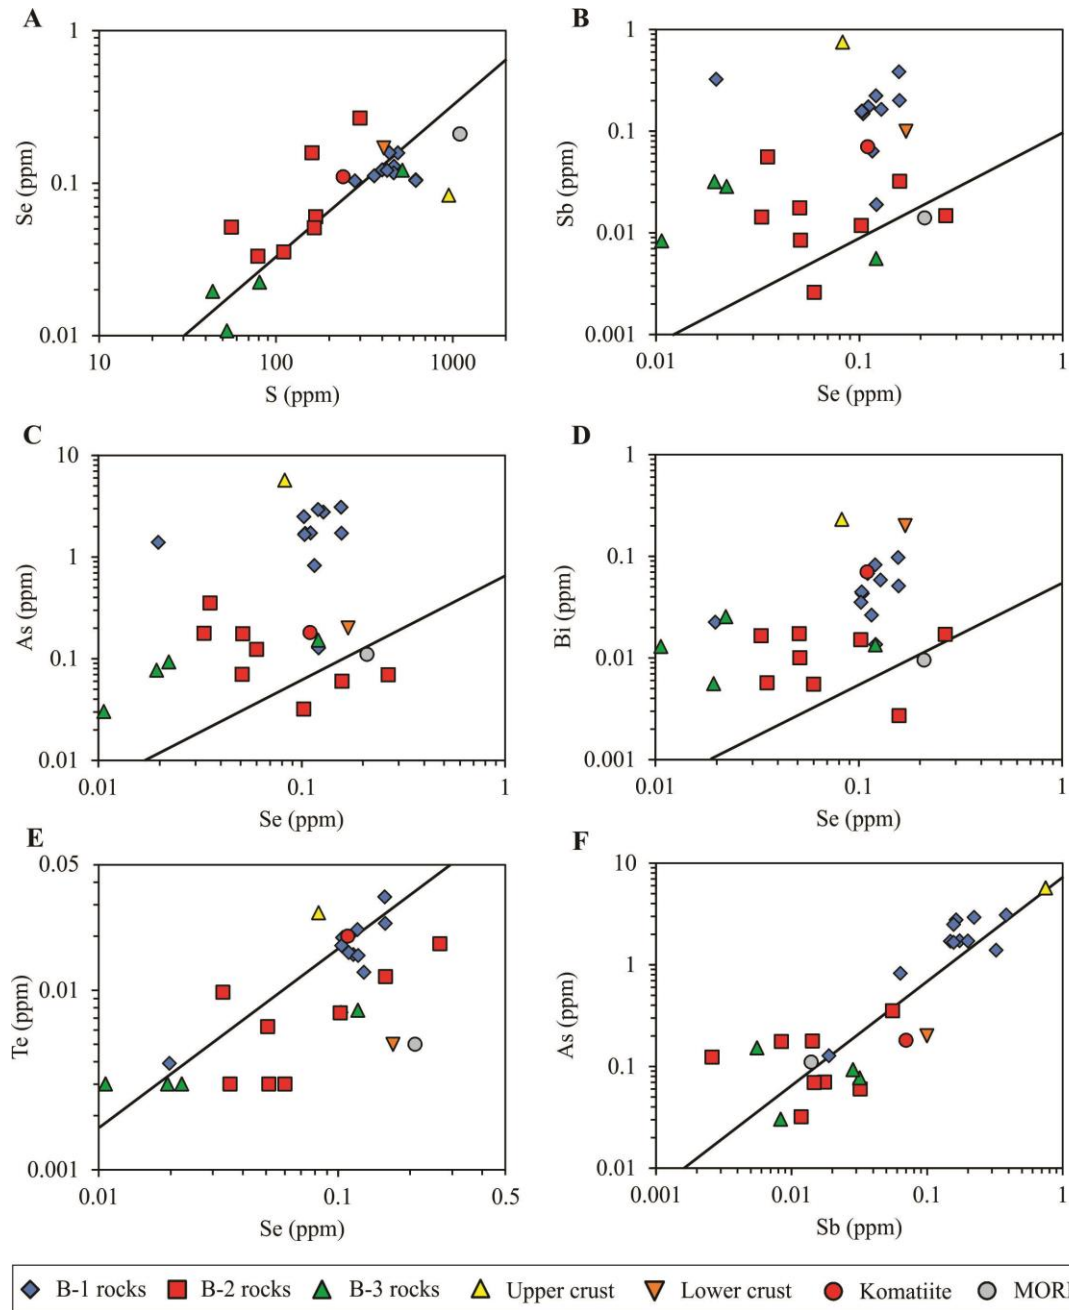 A
1
0.1
0.01
Se (ppm)
10
100
1000
S (ppm)
B
1
0.1
0.01
0.001
Sb (ppm)
0.01
0.1
1
Se (ppm)
C
10
1
0.1
0.01
As (ppm)
0.01
0.1
1
Se (ppm)
D
1
0.1
0.01
0.001
Bi (ppm)
0.01
0.1
1
Se (ppm)
E
0.05
0.01
0.001
Te (ppm)
0.01
0.1
0.5
Se (ppm)
F
10
1
0.1
0.01
As (ppm)
0.001
0.01
0.1
1
Sb (ppm)
B-1 rocks B-2 rocks B-3 rocks Upper crust Lower crust Komatiite